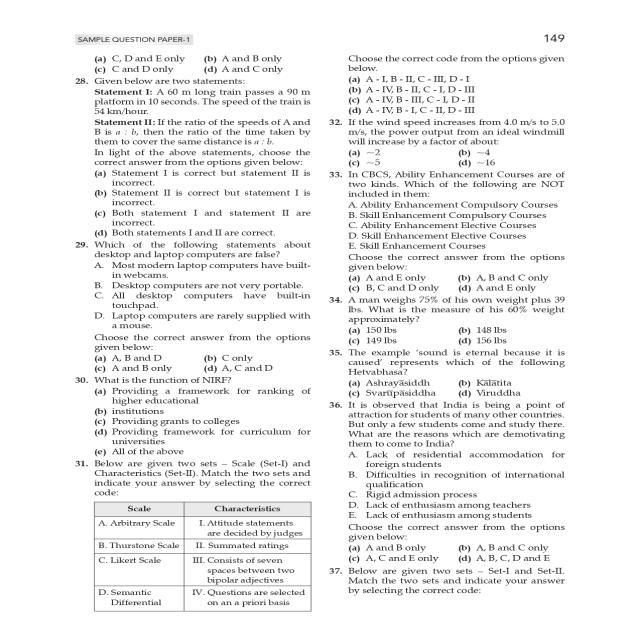 SAMPLE QUESTION PAPER-1
149
(a) C, D and E only (b) A and B only
(c) C and D only (d) A and C only
28. Given below are two statements:
Statement I: A 60 m long train passes a 90 m
platform in 10 seconds. The speed of the train is
54 km/hour.
Statement II: If the ratio of the speeds of A and
B is a : b, then the ratio of the time taken by
them to cover the same distance is a : b.
In light of the above statements, choose the
correct answer from the options given below:
(a) Statement I is correct but statement II is
incorrect.
(b) Statement II is correct but statement I is
incorrect.
(c) Both statement I and statement II are
incorrect.
(d) Both statements I and II are correct.
29. Which of the following statements about
desktop and laptop computers are false?
A. Most modern laptop computers have built-
in webcams.
B. Desktop computers are not very portable.
C. All desktop computers have built-in
touchpad.
D. Laptop computers are rarely supplied with
a mouse.
Choose the correct answer from the options
given below:
(a) A, B and D (b) C only
(c) A and B only (d) A, C and D
30. What is the function of NIRF?
(a) Providing a framework for ranking of
higher educational
(b) institutions
(c) Providing grants to colleges
(d) Providing framework for curriculum for
universities
(e) All of the above
31. Below are given two sets – Scale (Set-I) and
Characteristics (Set-II). Match the two sets and
indicate your answer by selecting the correct
code:
Scale Characteristics
A. Arbitrary Scale I. Attitude statements
are decided by judges
B. Thurstone Scale II. Summated ratings
C. Likert Scale III. Consists of seven
spaces between two
bipolar adjectives
D. Semantic IV. Questions are selected
Differential on an a priori basis
Choose the correct code from the options given
below.
(a) A - I, B - II, C - III, D - I
(b) A - IV, B - II, C - I, D - III
(c) A - IV, B - III, C - I, D - II
(d) A - IV, B - I, C - II, D - III
32. If the wind speed increases from 4.0 m/s to 5.0
m/s, the power output from an ideal windmill
will increase by a factor of about:
(a) ~2 (b) ~4
(c) ~5 (d) ~16
33. In CBCS, Ability Enhancement Courses are of
two kinds. Which of the following are NOT
included in them:
A. Ability Enhancement Compulsory Courses
B. Skill Enhancement Compulsory Courses
C. Ability Enhancement Elective Courses
D. Skill Enhancement Elective Courses
E. Skill Enhancement Courses
Choose the correct answer from the options
given below:
(a) A and E only (b) A, B and C only
(c) B, C and D only (d) A and E only
34. A man weighs 75% of his own weight plus 39
lbs. What is the measure of his 60% weight
approximately?
(a) 150 lbs (b) 148 lbs
(c) 149 lbs (d) 156 lbs
35. The example 'sound is eternal because it is
caused' represents which of the following
Hetvabhasa?
(a) Ashrayāsiddh (b) Kālātita
(c) Svarūpāsiddha (d) Viruddha
36. It is observed that India is being a point of
attraction for students of many other countries.
But only a few students come and study there.
What are the reasons which are demotivating
them to come to India?
A. Lack of residential accommodation for
foreign students
B. Difficulties in recognition of international
qualification
C. Rigid admission process
D. Lack of enthusiasm among teachers
E. Lack of enthusiasm among students
Choose the correct answer from the options
given below:
(a) A and B only (b) A, B and C only
(c) A, C and E only (d) A, B, C, D and E
37. Below are given two sets – Set-I and Set-II.
Match the two sets and indicate your answer
by selecting the correct code: